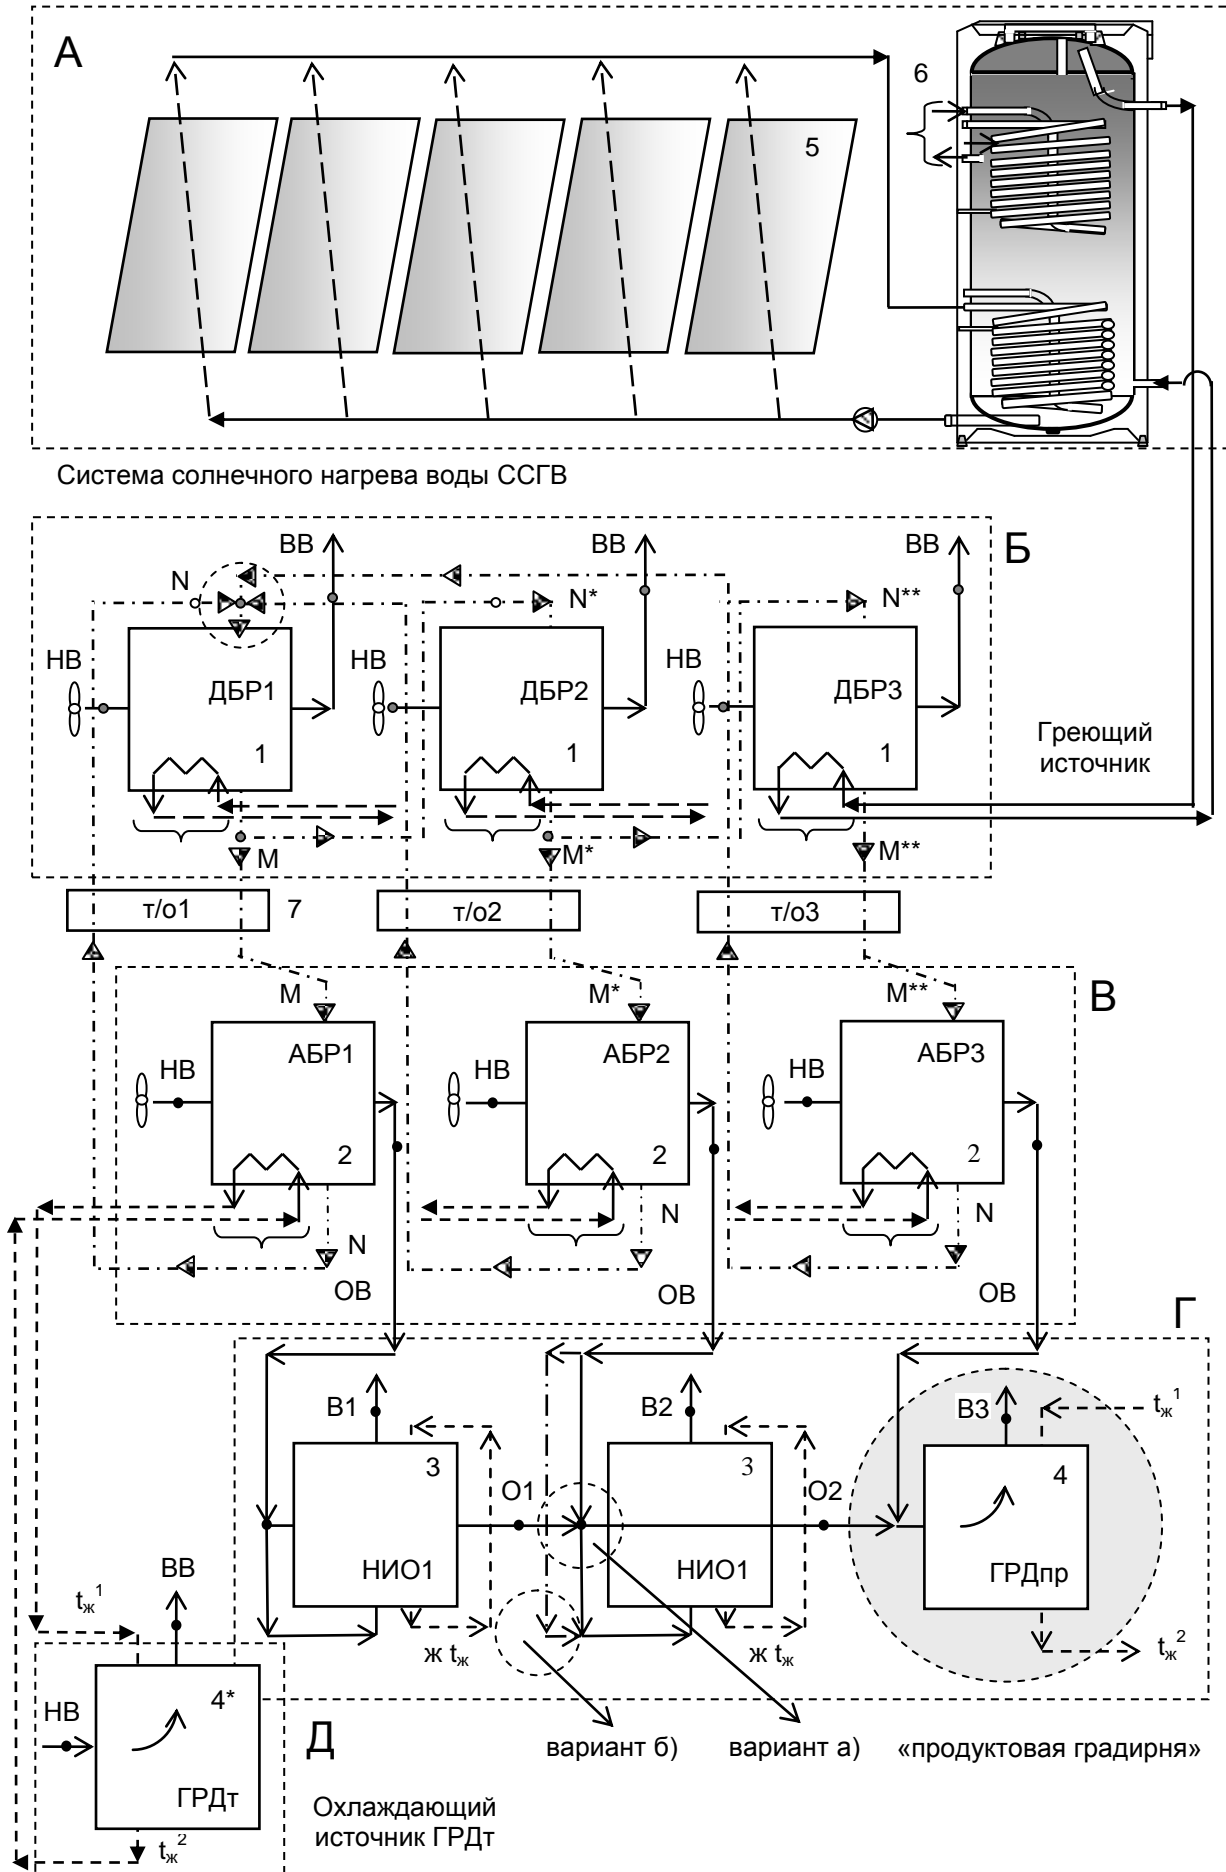 А
6
5
Система солнечного нагрева воды ССГВ
ВВ
ВВ
ВВ
Б
N
N*
N**
НВ
НВ
НВ
ДБР1
ДБР2
ДБР3
1
1
1
Греющий
источник
М
М*
М**
т/о1
7
т/о2
т/о3
М
М*
М**
В
АБР1
АБР2
АБР3
НВ
НВ
НВ
2
2
2
N
N
N
ОВ
ОВ
ОВ
Г
В1
В2
В3
tж1
3
3
4
О1
О2
НИО1
НИО1
ГРДпр
ВВ
tж1
ж tж
ж tж
tж2
4*
НВ
Д
вариант б)
вариант а)
«продуктовая градирня»
ГРДт
Охлаждающий
источник ГРДт
tж2